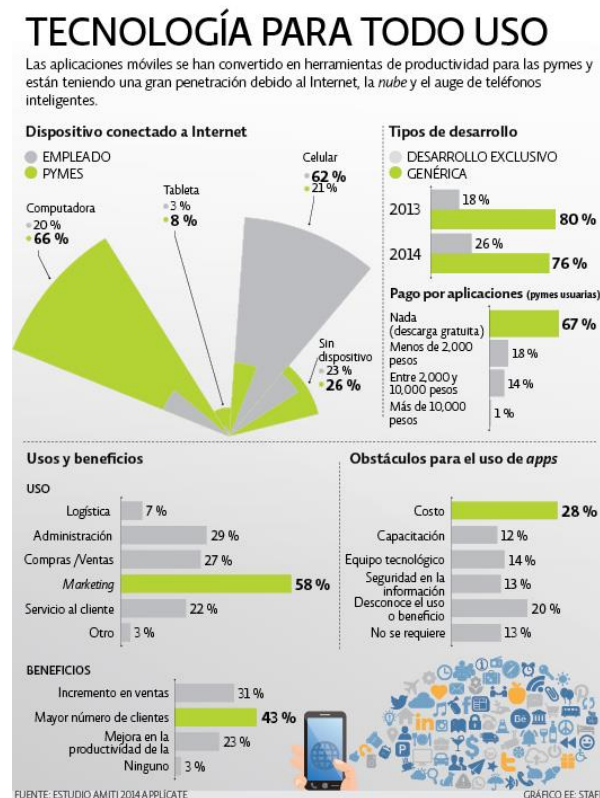 TECNOLOGÍA PARA TODO USO
Las aplicaciones móviles se han convertido en herramientas de productividad para las pymes y
están teniendo una gran penetración debido al Internet, la nube y el auge de teléfonos
inteligentes.
Dispositivo conectado a Internet
EMPLEADO
PYMES
Computadora
20 %
66 %
Tableta
3 %
8 %
Celular
62 %
21 %
Sin
dispositivo
23 %
26 %
Tipos de desarrollo
DESARROLLO EXCLUSIVO
GENÉRICA
2013
18 %
80 %
2014
26 %
76 %
Pago por aplicaciones (pymes usuarias)
Nada
(descarga gratuita)
67 %
Menos de 2,000
pesos
18 %
Entre 2,000 y
10,000 pesos
14 %
Más de 10,000
pesos
1 %
Usos y beneficios
USO
Logística
7 %
Administración
29 %
Compras /Ventas
27 %
Marketing
58 %
Servicio al cliente
22 %
Otro
3 %
BENEFICIOS
Incremento en ventas
31 %
Mayor número de clientes
43 %
Mejora en la
productividad de la
23 %
Ninguno
3 %
Obstáculos para el uso de apps
Costo
28 %
Capacitación
12 %
Equipo tecnológico
14 %
Seguridad en la
información
13 %
Desconoce el uso
o beneficio
20 %
No se requiere
13 %
in
Bē
P
FUENTE: ESTUDIO AMITI 2014 APPLÍCATE
GRÁFICO EE: STAFF